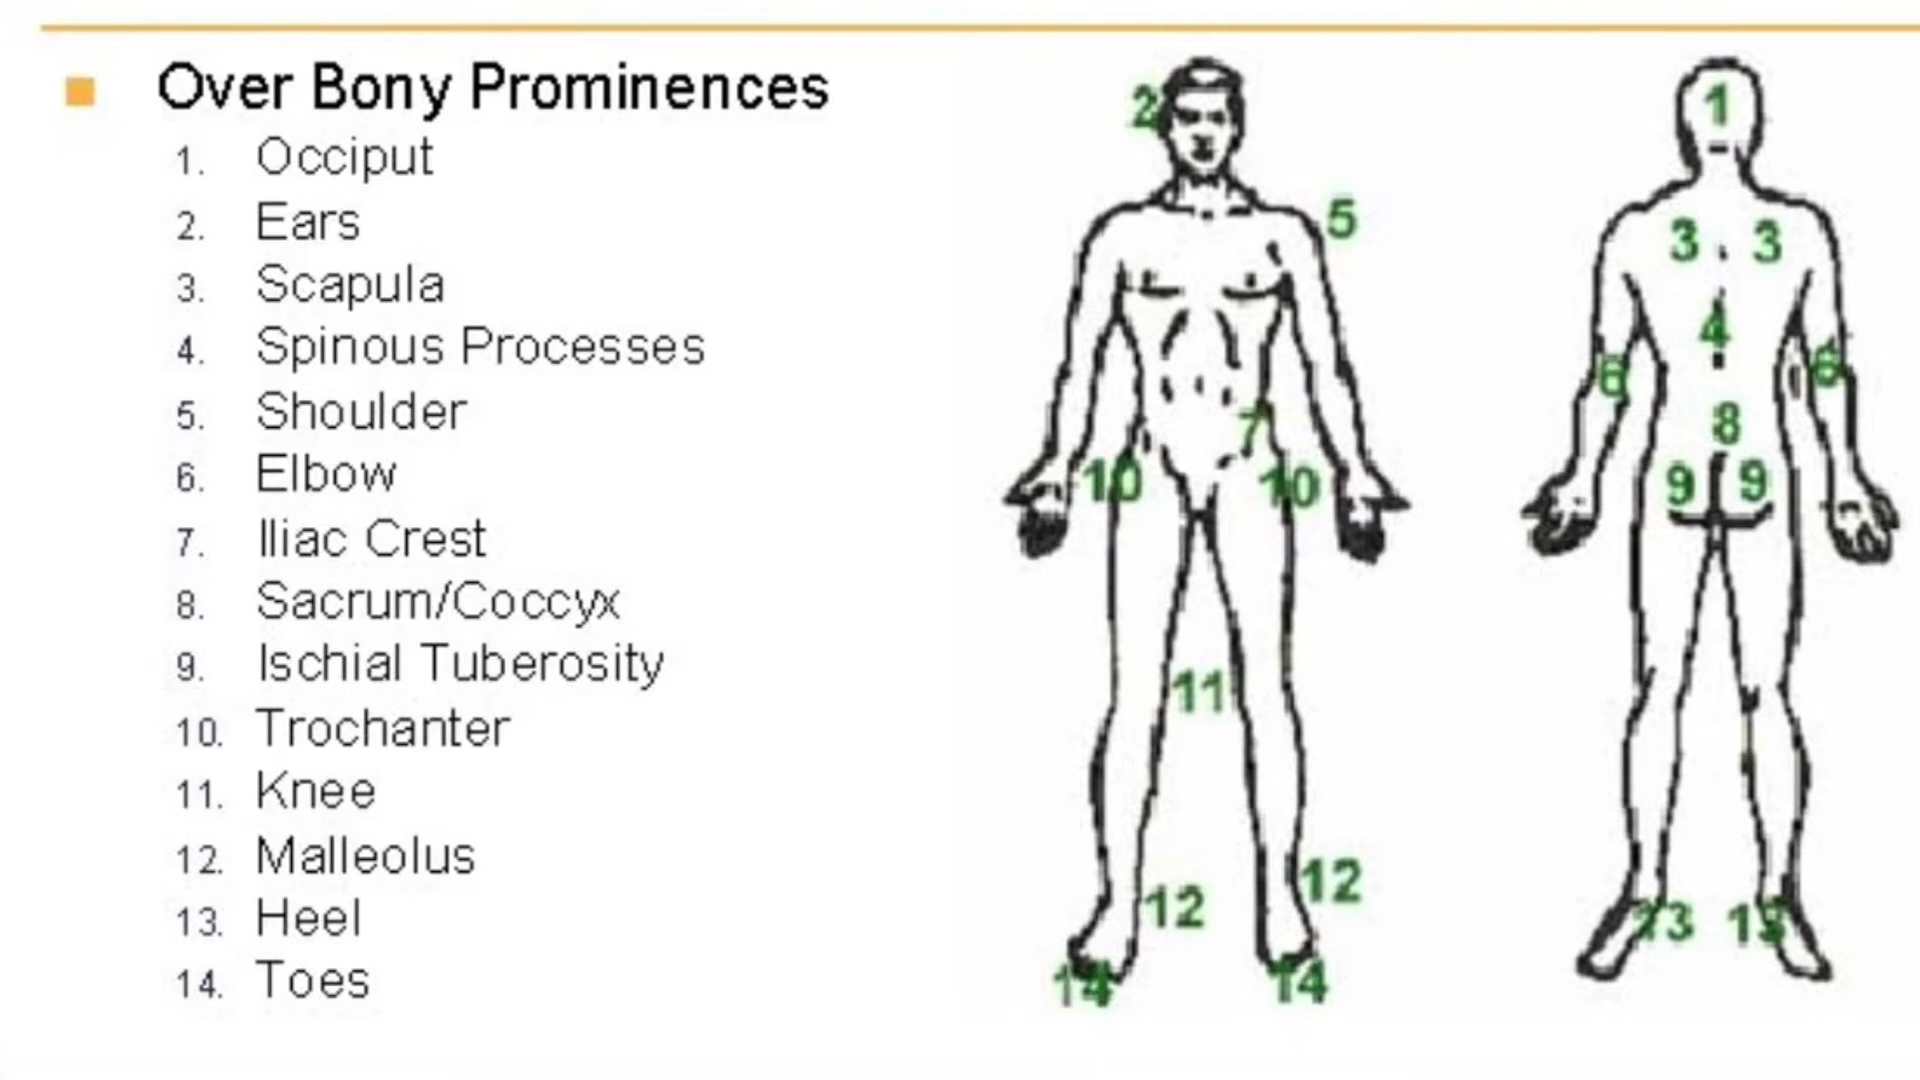 Over Bony Prominences
1. Occiput
2. Ears
3. Scapula
4. Spinous Processes
5. Shoulder
6. Elbow
7. Iliac Crest
8. Sacrum/Coccyx
9. Ischial Tuberosity
10. Trochanter
11. Knee
12. Malleolus
13. Heel
14. Toes
2
5
7
10 10
11
12
12
14 14
1
3 3
4
6 6
8
9 9
13 13